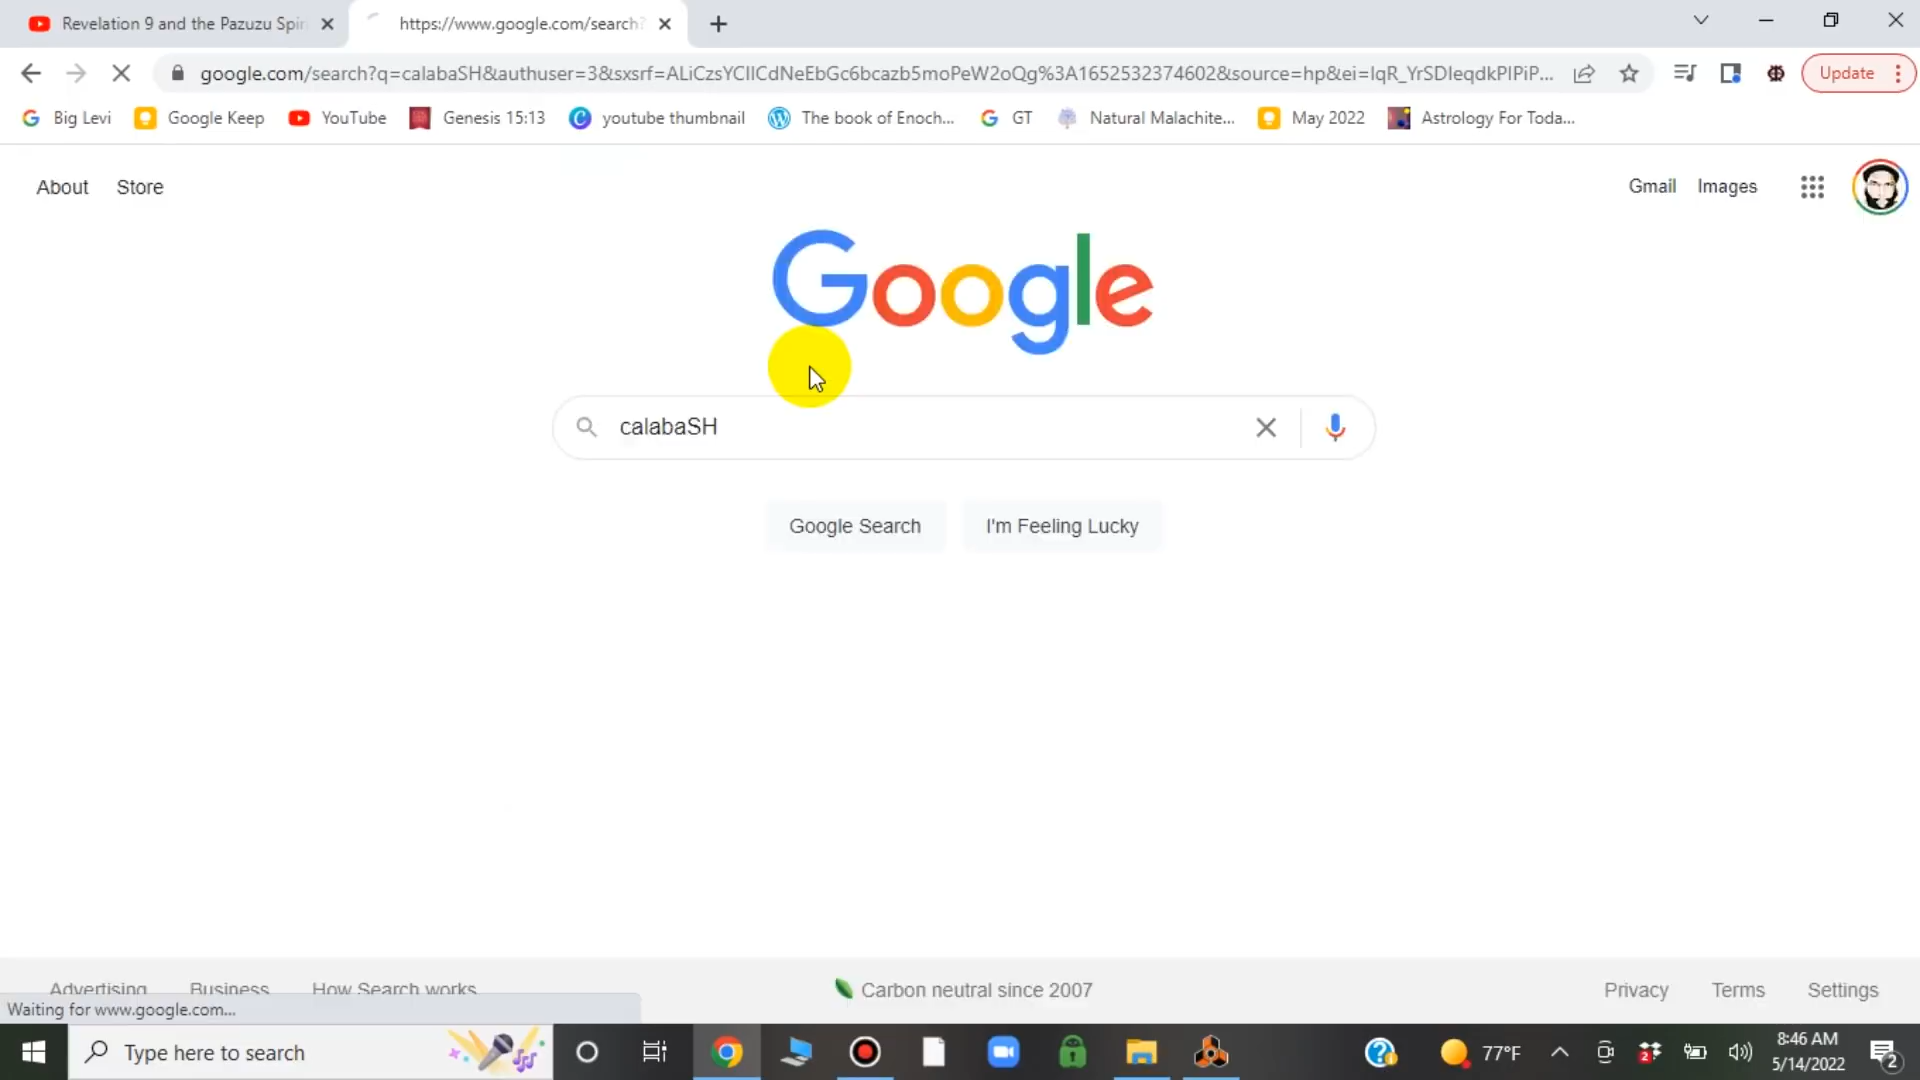 Revelation 9 and the Pazuzu Spir
https://www.google.com/search?
google.com/search?q=calabaSH&authuser=3&sxsrf=ALiCzsYCIlCdNeEbGc6bcazb5moPeW2oQg%3A1652532374602&source=hp&ei=IqR_YrSDIeqdkPIPiP...
Update
Big Levi Google Keep YouTube Genesis 15:13 youtube thumbnail The book of Enoch... GT Natural Malachite... May 2022 Astrology For Toda...
About Store Gmail Images
Google
calabaSH
Google Search I'm Feeling Lucky
Advertising Business How Search works Carbon neutral since 2007 Privacy Terms Settings
Waiting for www.google.com...
Type here to search
2
77°F
8:46 AM
5/14/2022
2